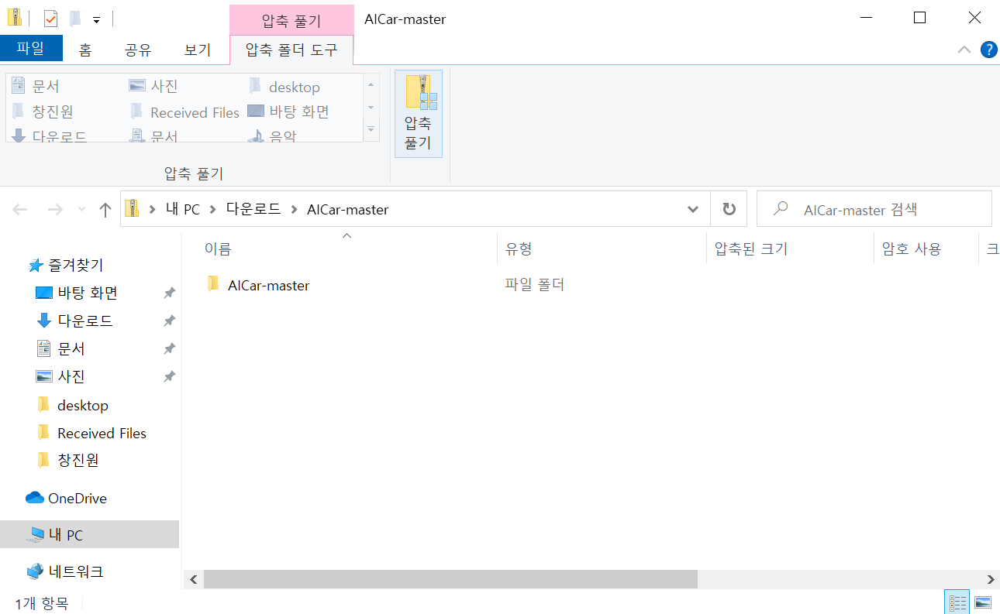 압축 풀기
AlCar-master
파일
홈
공유
보기
압축 폴더 도구
문서
사진
desktop
창진원
Received Files
바탕 화면
다운로드
문서
음악
압축 풀기
압축 풀기
내 PC
다운로드
AlCar-master
AlCar-master 검색
이름
유형
압축된 크기
암호 사용
크
AlCar-master
파일 폴더
즐겨찾기
바탕 화면
다운로드
문서
사진
desktop
Received Files
창진원
OneDrive
내 PC
네트워크
1개 항목